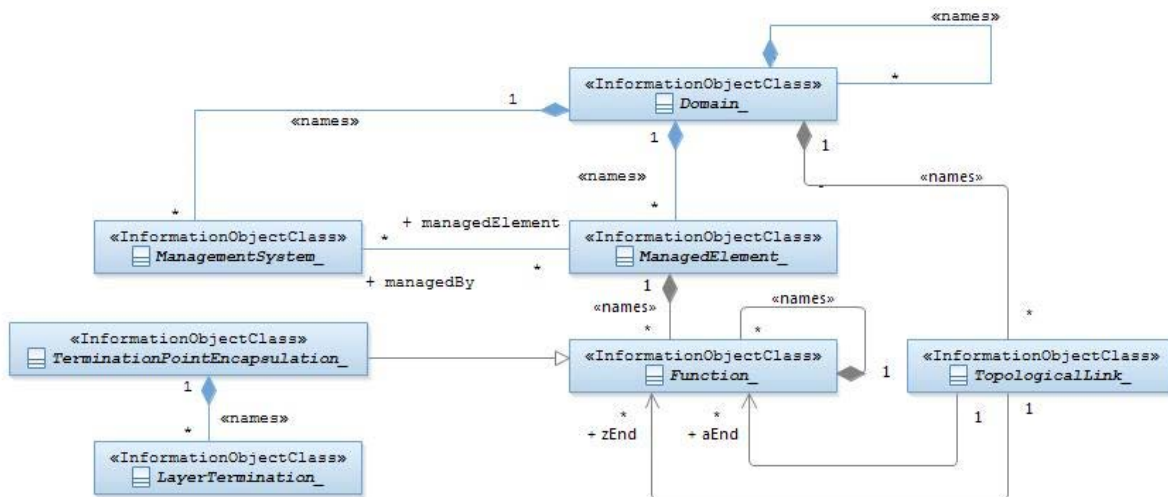 «names»
*
«InformationObjectClass»
Domain_
1
«names»
1
«names»
*
1
«names»
*
«InformationObjectClass»
ManagementSystem_
+ managedElement
*
+ managedBy
*
«InformationObjectClass»
ManagedElement_
1
«names»
*
«names»
*
1
«InformationObjectClass»
Function_
«InformationObjectClass»
TerminationPointEncapsulation_
1
«names»
*
«InformationObjectClass»
LayerTermination_
*
«InformationObjectClass»
TopologicalLink_
*
+ zEnd
*
+ aEnd
1
1